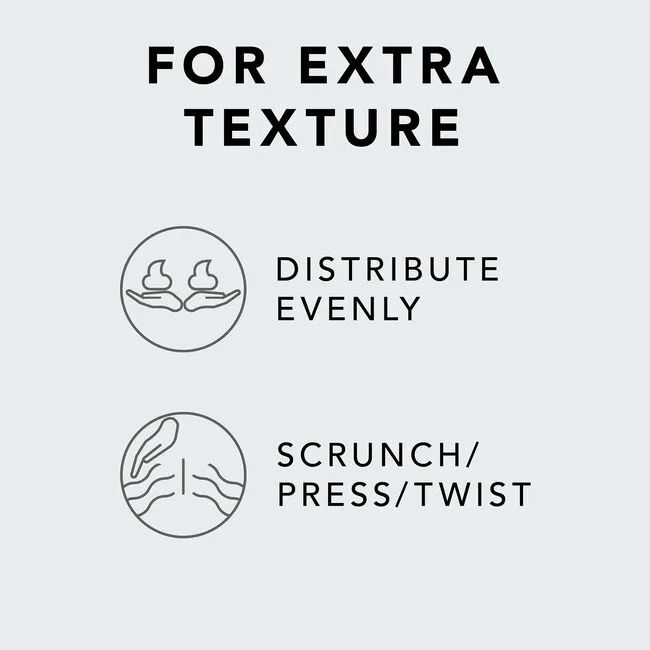 FOR EXTRA
TEXTURE
DISTRIBUTE
EVENLY
SCRUNCH/
PRESS/TWIST